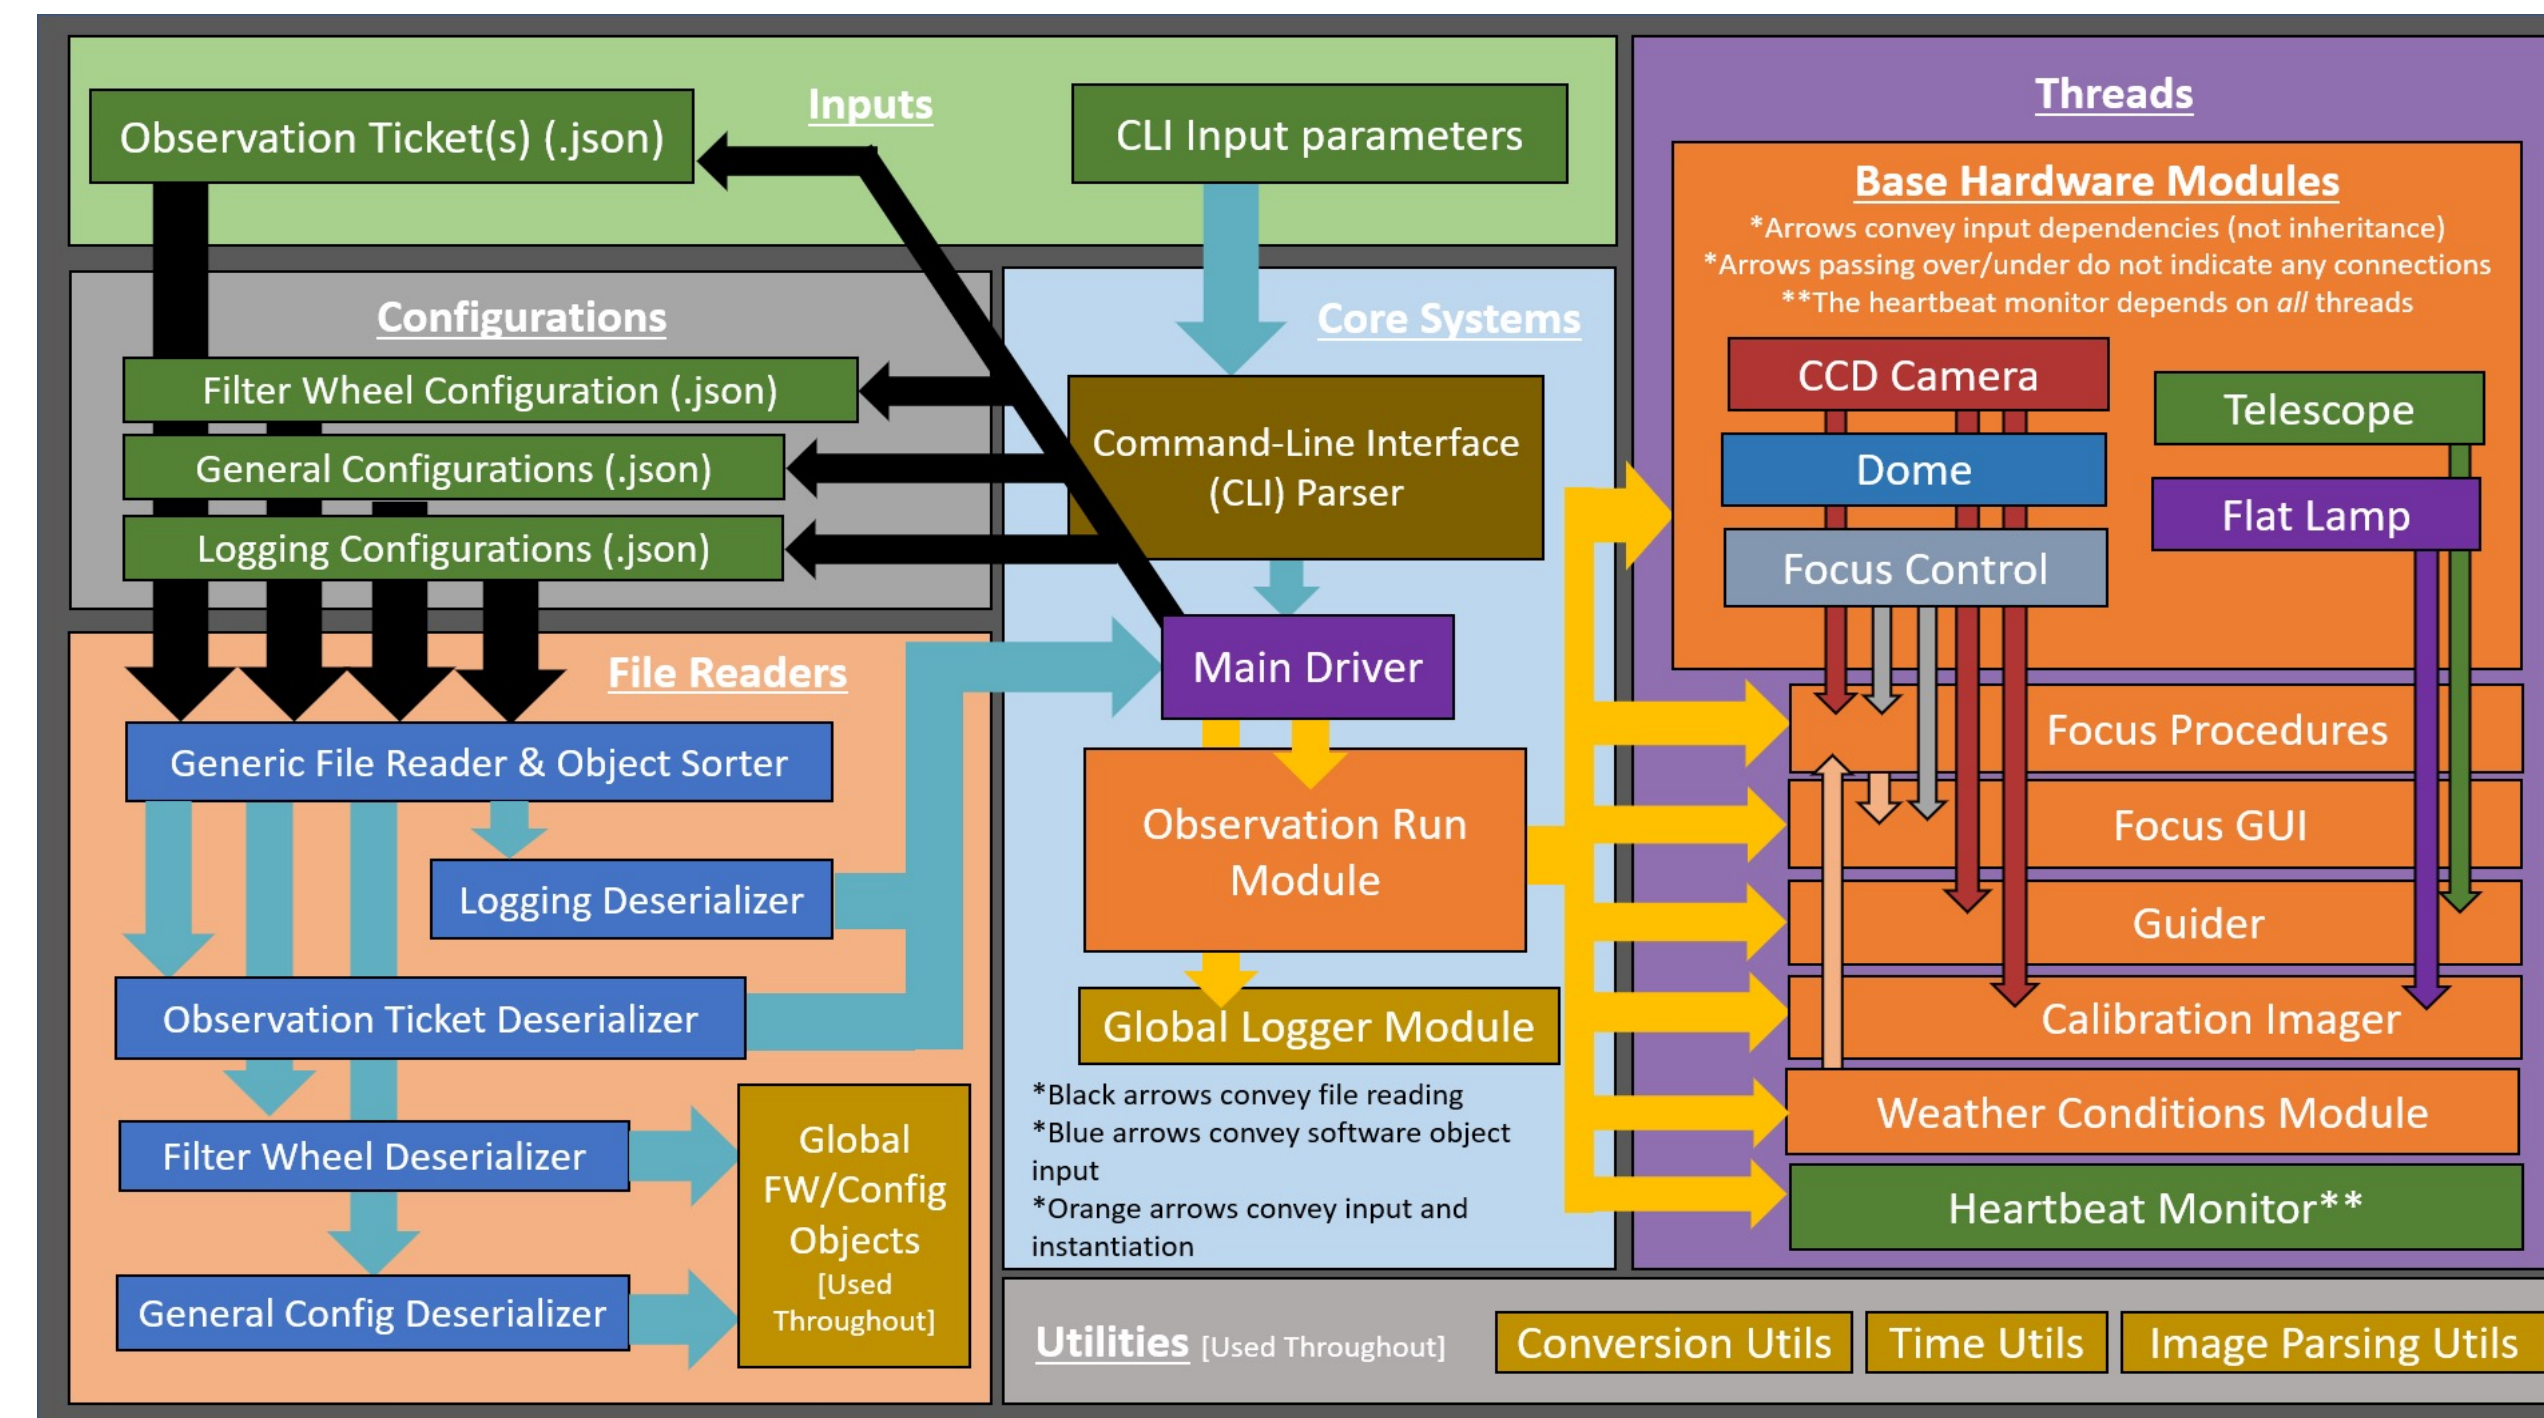 Inputs
Observation Ticket(s) (.json)
CLI Input parameters
Configurations
Filter Wheel Configuration (.json)
General Configurations (.json)
Logging Configurations (.json)
File Readers
Generic File Reader & Object Sorter
Logging Deserializer
Observation Ticket Deserializer
Filter Wheel Deserializer
General Config Deserializer
Global
FW/Config
Objects
[Used
Throughout]
Core Systems
Command-Line Interface
(CLI) Parser
Main Driver
Observation Run
Module
Global Logger Module
*Black arrows convey file reading
*Blue arrows convey software object
input
*Orange arrows convey input and
instantiation
Threads
Base Hardware Modules
*Arrows convey input dependencies (not inheritance)
*Arrows passing over/under do not indicate any connections
**The heartbeat monitor depends on all threads
CCD Camera
Telescope
Dome
Flat Lamp
Focus Control
Focus Procedures
Focus GUI
Guider
Calibration Imager
Weather Conditions Module
Heartbeat Monitor**
Utilities [Used Throughout]
Conversion Utils
Time Utils
Image Parsing Utils